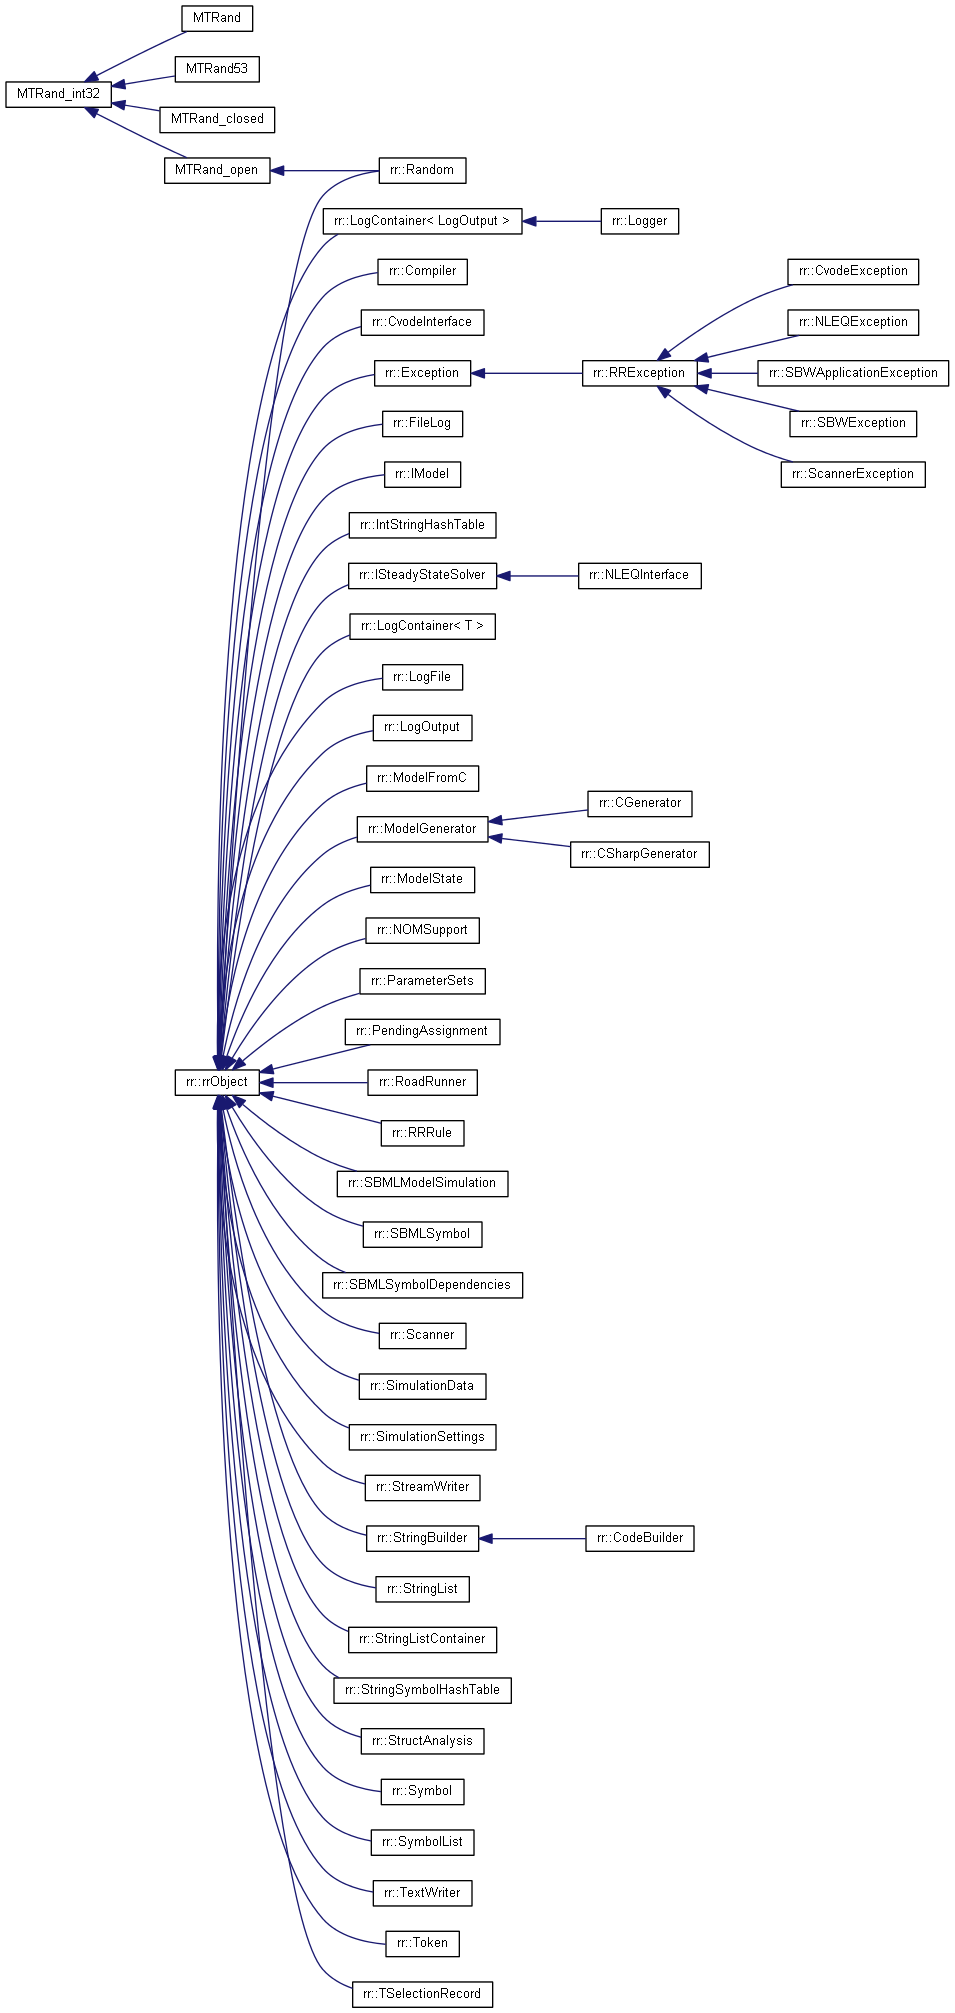 MTRand
MTRand53
MTRand_int32
MTRand_closed
MTRand_open
rr::Random
rr::LogContainer< LogOutput >
rr::Logger
rr::Compiler
rr::CvodeException
rr::CvodeInterface
rr::NLEQException
rr::Exception
rr::RRException
rr::SBWApplicationException
rr::FileLog
rr::SBWException
rr::IModel
rr::ScannerException
rr::IntStringHashTable
rr::ISteadyStateSolver
rr::NLEQInterface
rr::LogContainer< T >
rr::LogFile
rr::LogOutput
rr::ModelFromC
rr::CGenerator
rr::ModelGenerator
rr::CSharpGenerator
rr::ModelState
rr::NOMSupport
rr::ParameterSets
rr::PendingAssignment
rr::rrObject
rr::RoadRunner
rr::RRRule
rr::SBMLModelSimulation
rr::SBMLSymbol
rr::SBMLSymbolDependencies
rr::Scanner
rr::SimulationData
rr::SimulationSettings
rr::StreamWriter
rr::StringBuilder
rr::CodeBuilder
rr::StringList
rr::StringListContainer
rr::StringSymbolHashTable
rr::StructAnalysis
rr::Symbol
rr::SymbolList
rr::TextWriter
rr::Token
rr::TSelectionRecord